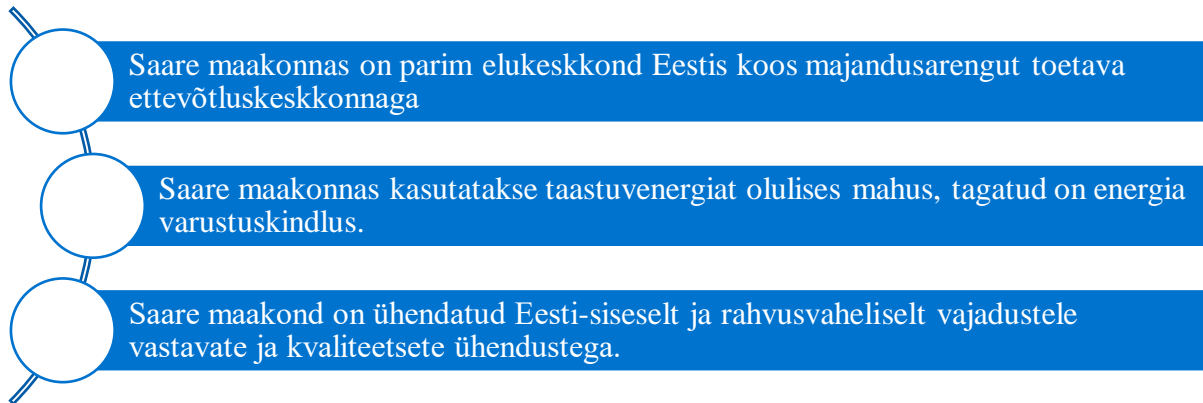 Saare maakonnas on parim elukeskkond Eestis koos majandusarengut toetava
ettevõtluskeskkonnaga
Saare maakonnas kasutatakse taastuvenergiat olulises mahus, tagatud on energia
varustuskindlus.
Saare maakond on ühendatud Eesti-siseselt ja rahvusvaheliselt vajadustele
vastavate ja kvaliteetsete ühendustega.